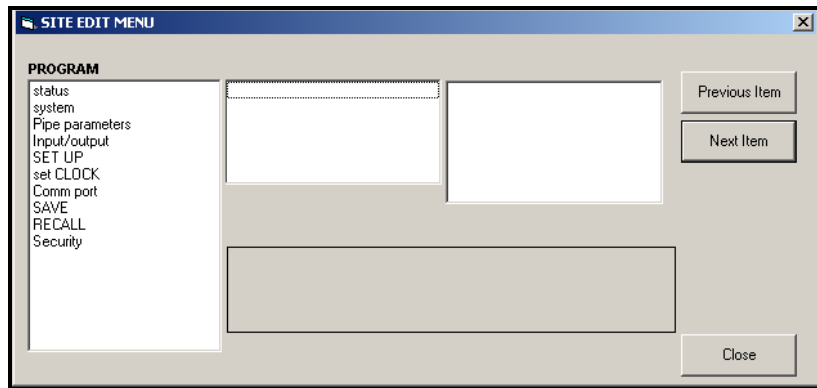 SITE EDIT MENU
PROGRAM
status
system
Pipe parameters
Input/output
SET UP
set CLOCK
Comm port
SAVE
RECALL
Security
Previous Item
Next Item
Close